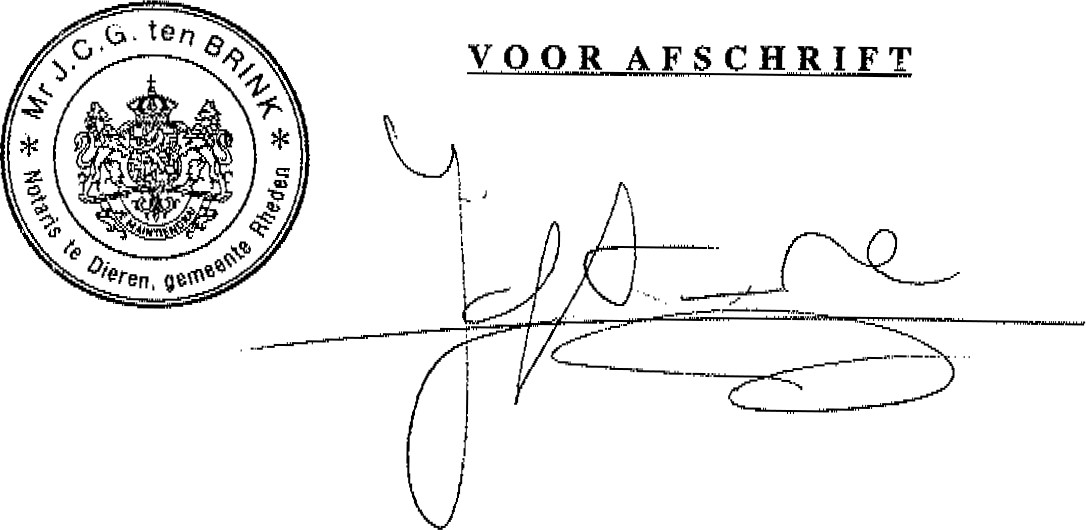 * Mr J.C.G. ten BRINK *
Notaris te Dieren, gemeente Rheden
VOOR AFSCHRIFT